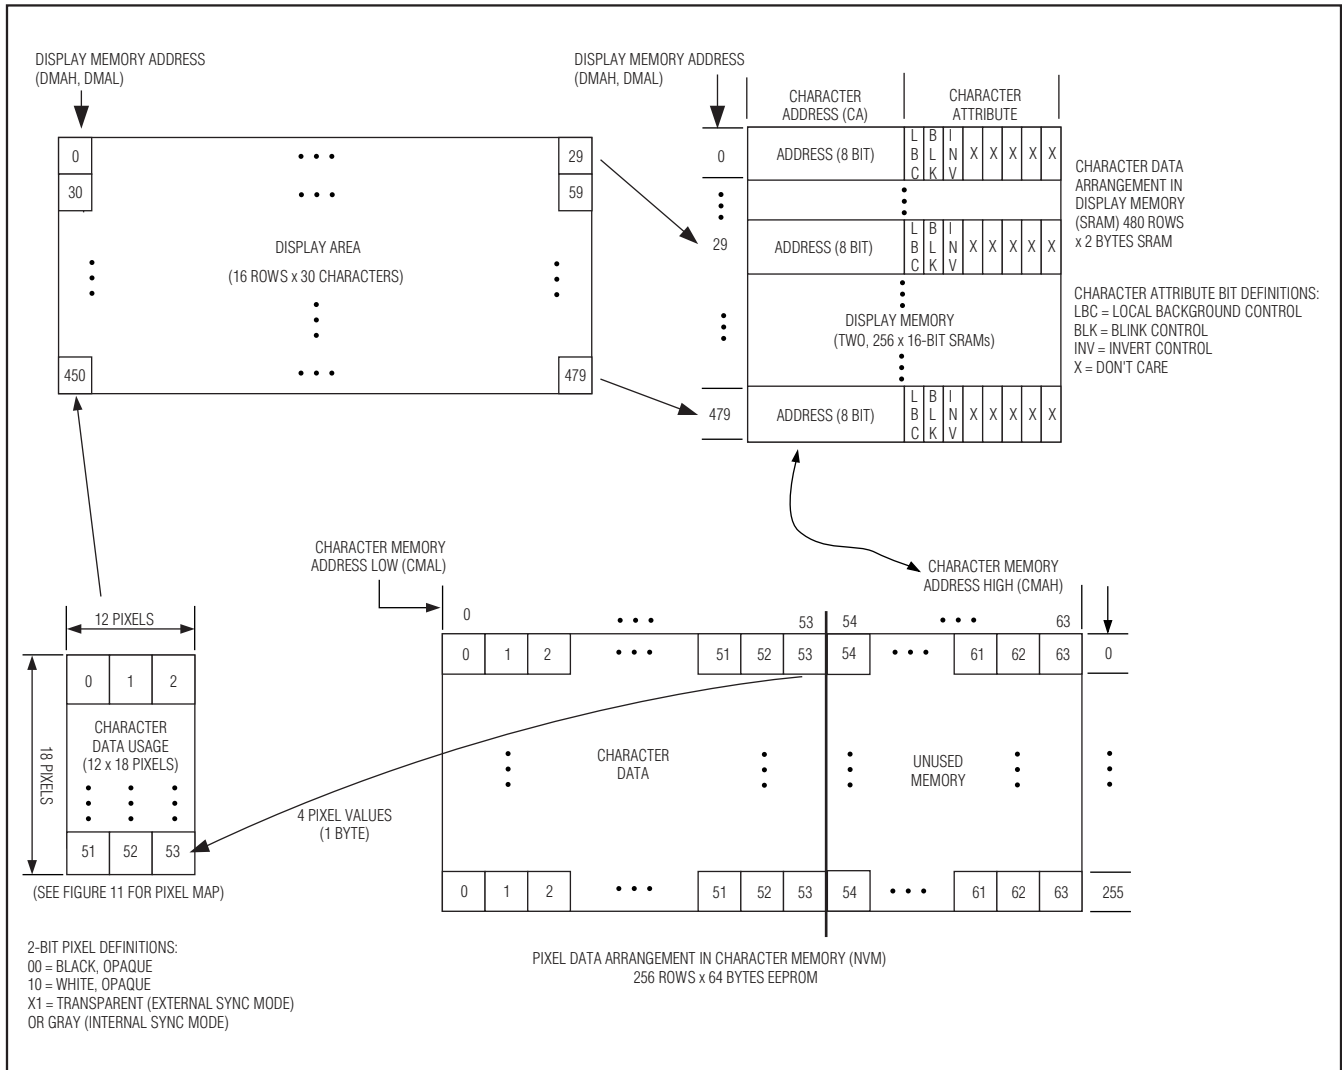 DISPLAY MEMORY ADDRESS
(DMAH, DMAL)
0 29
30 59
DISPLAY AREA
(16 ROWS x 30 CHARACTERS)
450 479
DISPLAY MEMORY ADDRESS
(DMAH, DMAL)
CHARACTER
ADDRESS (CA)
CHARACTER
ATTRIBUTE
0 ADDRESS (8 BIT) LBC BLK INV X X X X X
29 ADDRESS (8 BIT) LBC BLK INV X X X X X
DISPLAY MEMORY
(TWO, 256 x 16-BIT SRAMs)
479 ADDRESS (8 BIT) LBC BLK INV X X X X X
CHARACTER DATA
ARRANGEMENT IN
DISPLAY MEMORY
(SRAM) 480 ROWS
x 2 BYTES SRAM
CHARACTER ATTRIBUTE BIT DEFINITIONS:
LBC = LOCAL BACKGROUND CONTROL
BLK = BLINK CONTROL
INV = INVERT CONTROL
X = DON'T CARE
12 PIXELS
18 PIXELS
0 1 2
CHARACTER
DATA USAGE
(12 x 18 PIXELS)
51 52 53
(SEE FIGURE 11 FOR PIXEL MAP)
2-BIT PIXEL DEFINITIONS:
00 = BLACK, OPAQUE
10 = WHITE, OPAQUE
X1 = TRANSPARENT (EXTERNAL SYNC MODE)
OR GRAY (INTERNAL SYNC MODE)
4 PIXEL VALUES
(1 BYTE)
CHARACTER MEMORY
ADDRESS LOW (CMAL)
CHARACTER MEMORY
ADDRESS HIGH (CMAH)
0 53 54 63
0 1 2 51 52 53 54 61 62 63 0
CHARACTER
DATA
UNUSED
MEMORY
0 1 2 51 52 53 54 61 62 63 255
PIXEL DATA ARRANGEMENT IN CHARACTER MEMORY (NVM)
256 ROWS x 64 BYTES EEPROM